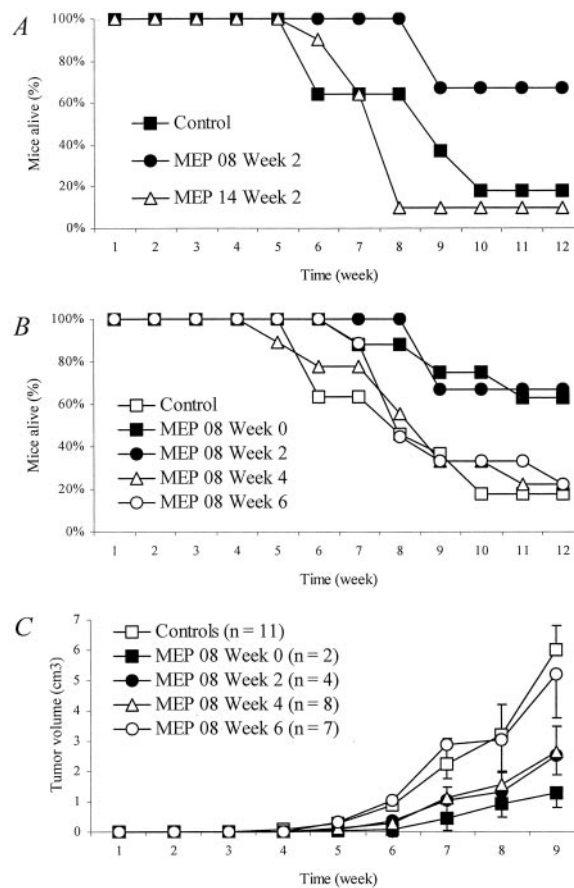 A
100%
80%
60%
40%
20%
0%
Mice alive (%)
Control
MEP 08 Week 2
MEP 14 Week 2
1 2 3 4 5 6 7 8 9 10 11 12
Time (week)
B
100%
80%
60%
40%
20%
0%
Mice alive (%)
Control
MEP 08 Week 0
MEP 08 Week 2
MEP 08 Week 4
MEP 08 Week 6
1 2 3 4 5 6 7 8 9 10 11 12
Time (week)
C
7
6
5
4
3
2
1
0
Tumor volume (cm3)
Controls (n = 11)
MEP 08 Week 0 (n = 2)
MEP 08 Week 2 (n = 4)
MEP 08 Week 4 (n = 8)
MEP 08 Week 6 (n = 7)
1 2 3 4 5 6 7 8 9
Time (week)